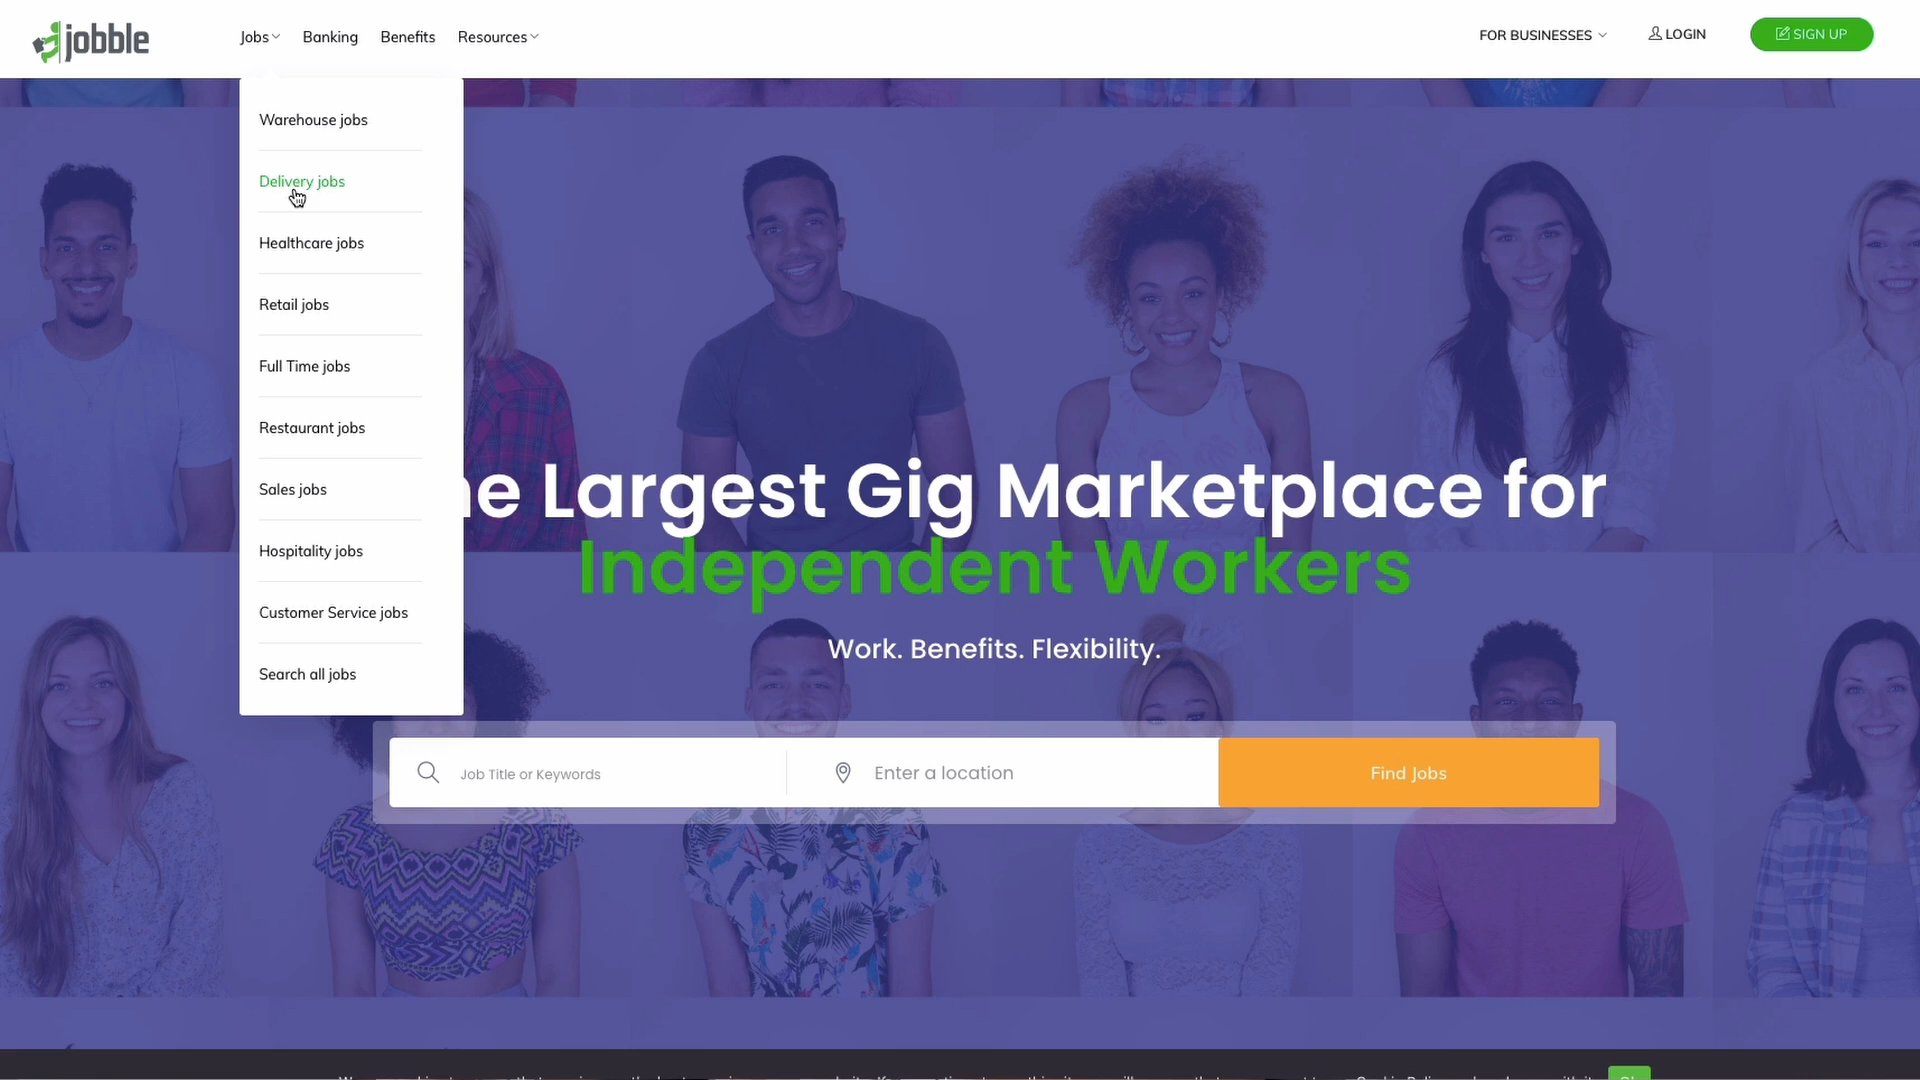 jobble
Jobs
Banking
Benefits
Resources
FOR BUSINESSES
LOGIN
SIGN UP
Warehouse jobs
Delivery jobs
Healthcare jobs
Retail jobs
Full Time jobs
Restaurant jobs
Sales jobs
Hospitality jobs
Customer Service jobs
Search all jobs
he Largest Gig Marketplace for
Independent Workers
Work. Benefits. Flexibility.
Job Title or Keywords
Enter a location
Find Jobs